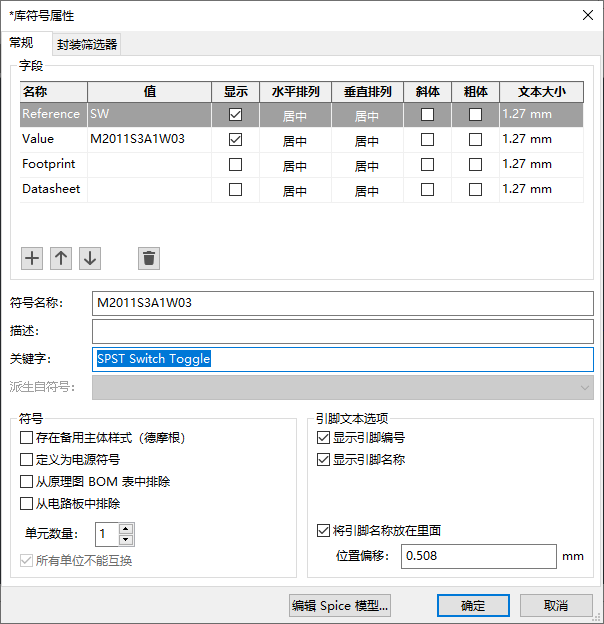 *库符号属性
常规 封装筛选器
字段
名称 值 显示 水平排列 垂直排列 斜体 粗体 文本大小
Reference SW 居中 居中 1.27 mm
Value M2011S3A1W03 居中 居中 1.27 mm
Footprint 居中 居中 1.27 mm
Datasheet 居中 居中 1.27 mm
符号名称: M2011S3A1W03
描述:
关键字: SPST Switch Toggle
派生自符号:
符号
存在备用主体样式（德摩根）
定义为电源符号
从原理图 BOM 表中排除
从电路板中排除
单元数量: 1
所有单位不能互换
引脚文本选项
显示引脚编号
显示引脚名称
将引脚名称放在里面
位置偏移: 0.508 mm
编辑 Spice 模型... 确定 取消